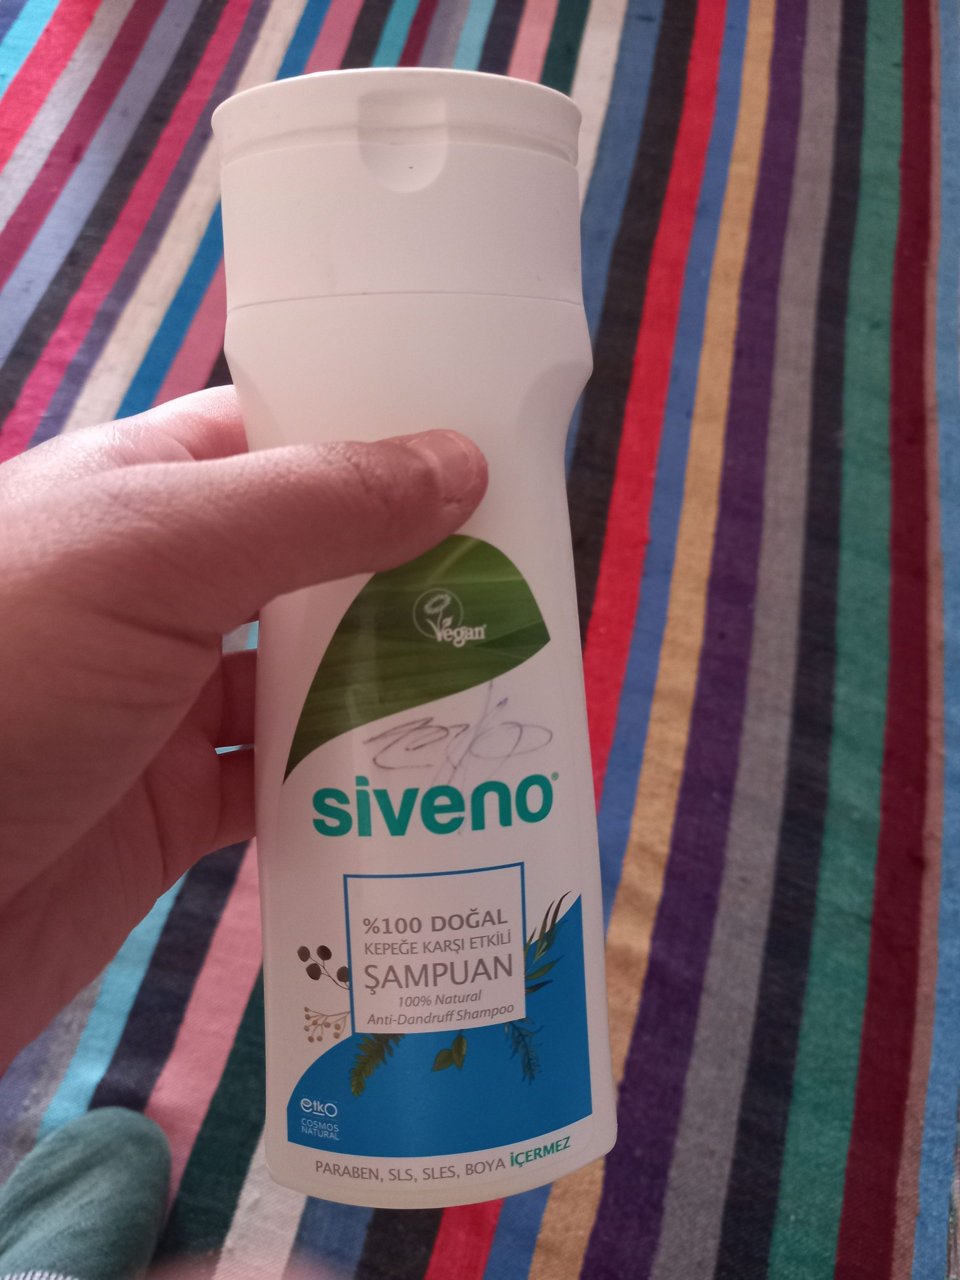 Vegan
siveno®
%100 DOĞAL
KEPEĞE KARŞI ETKİLİ
ŞAMPUAN
100% Natural
Anti-Dandruff Shampoo
etkO
COSMOS
NATURAL
PARABEN, SLS, SLES, BOYA İÇERMEZ